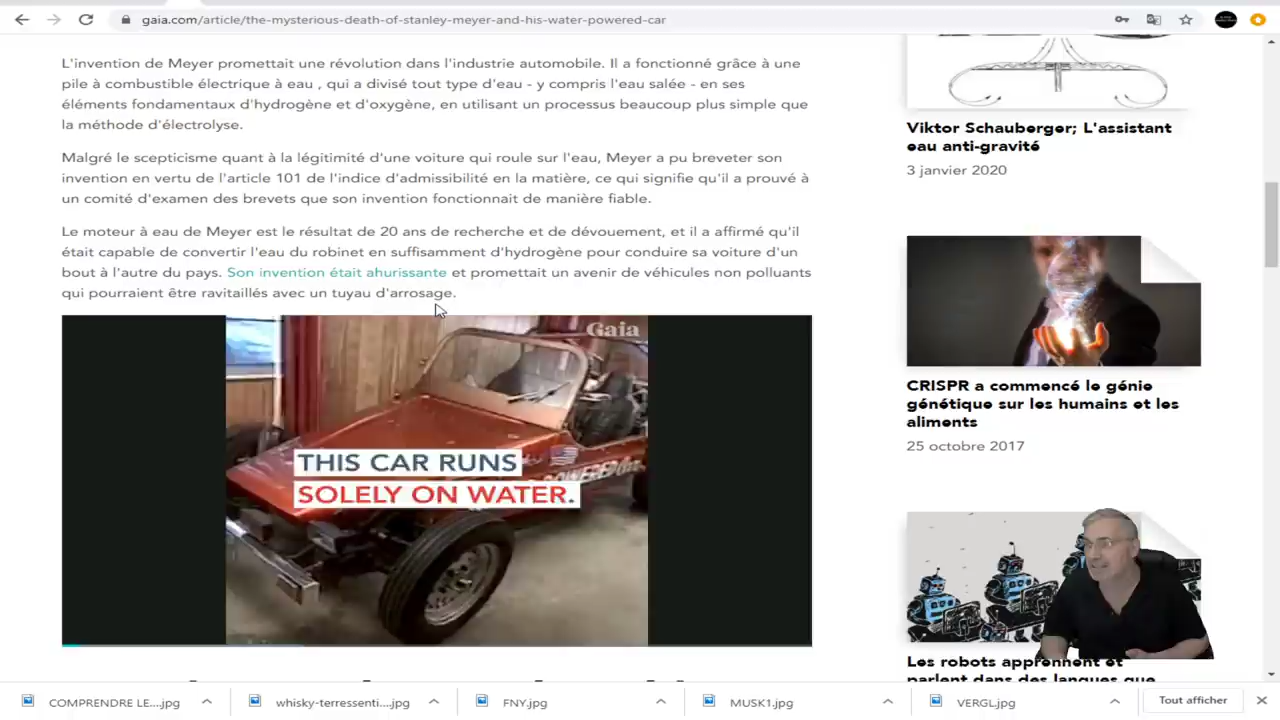 gaia.com/article/the-mysterious-death-of-stanley-meyer-and-his-water-powered-car
L'invention de Meyer promettait une révolution dans l'industrie automobile. Il a fonctionné grâce à une
pile à combustible électrique à eau , qui a divisé tout type d'eau - y compris l'eau salée - en ses
éléments fondamentaux d'hydrogène et d'oxygène, en utilisant un processus beaucoup plus simple que
la méthode d'électrolyse.
Malgré le scepticisme quant à la légitimité d'une voiture qui roule sur l'eau, Meyer a pu breveter son
invention en vertu de l'article 101 de l'indice d'admissibilité en la matière, ce qui signifie qu'il a prouvé à
un comité d'examen des brevets que son invention fonctionnait de manière fiable.
Le moteur à eau de Meyer est le résultat de 20 ans de recherche et de dévouement, et il a affirmé qu'il
était capable de convertir l'eau du robinet en suffisamment d'hydrogène pour conduire sa voiture d'un
bout à l'autre du pays. Son invention était ahurissante et promettait un avenir de véhicules non polluants
qui pourraient être ravitaillés avec un tuyau d'arrosage.
Gaia
THIS CAR RUNS
SOLELY ON WATER.
Viktor Schauberger; L'assistant
eau anti-gravité
3 janvier 2020
CRISPR a commencé le génie
génétique sur les humains et les
aliments
25 octobre 2017
Les robots apprennent et
parlent dans des langues que
COMPRENDRE LE....jpg
whisky-terressenti....jpg
FNY.jpg
MUSK1.jpg
VERGL.jpg
Tout afficher